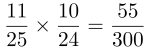 11/25 × 10/24 = 55/300